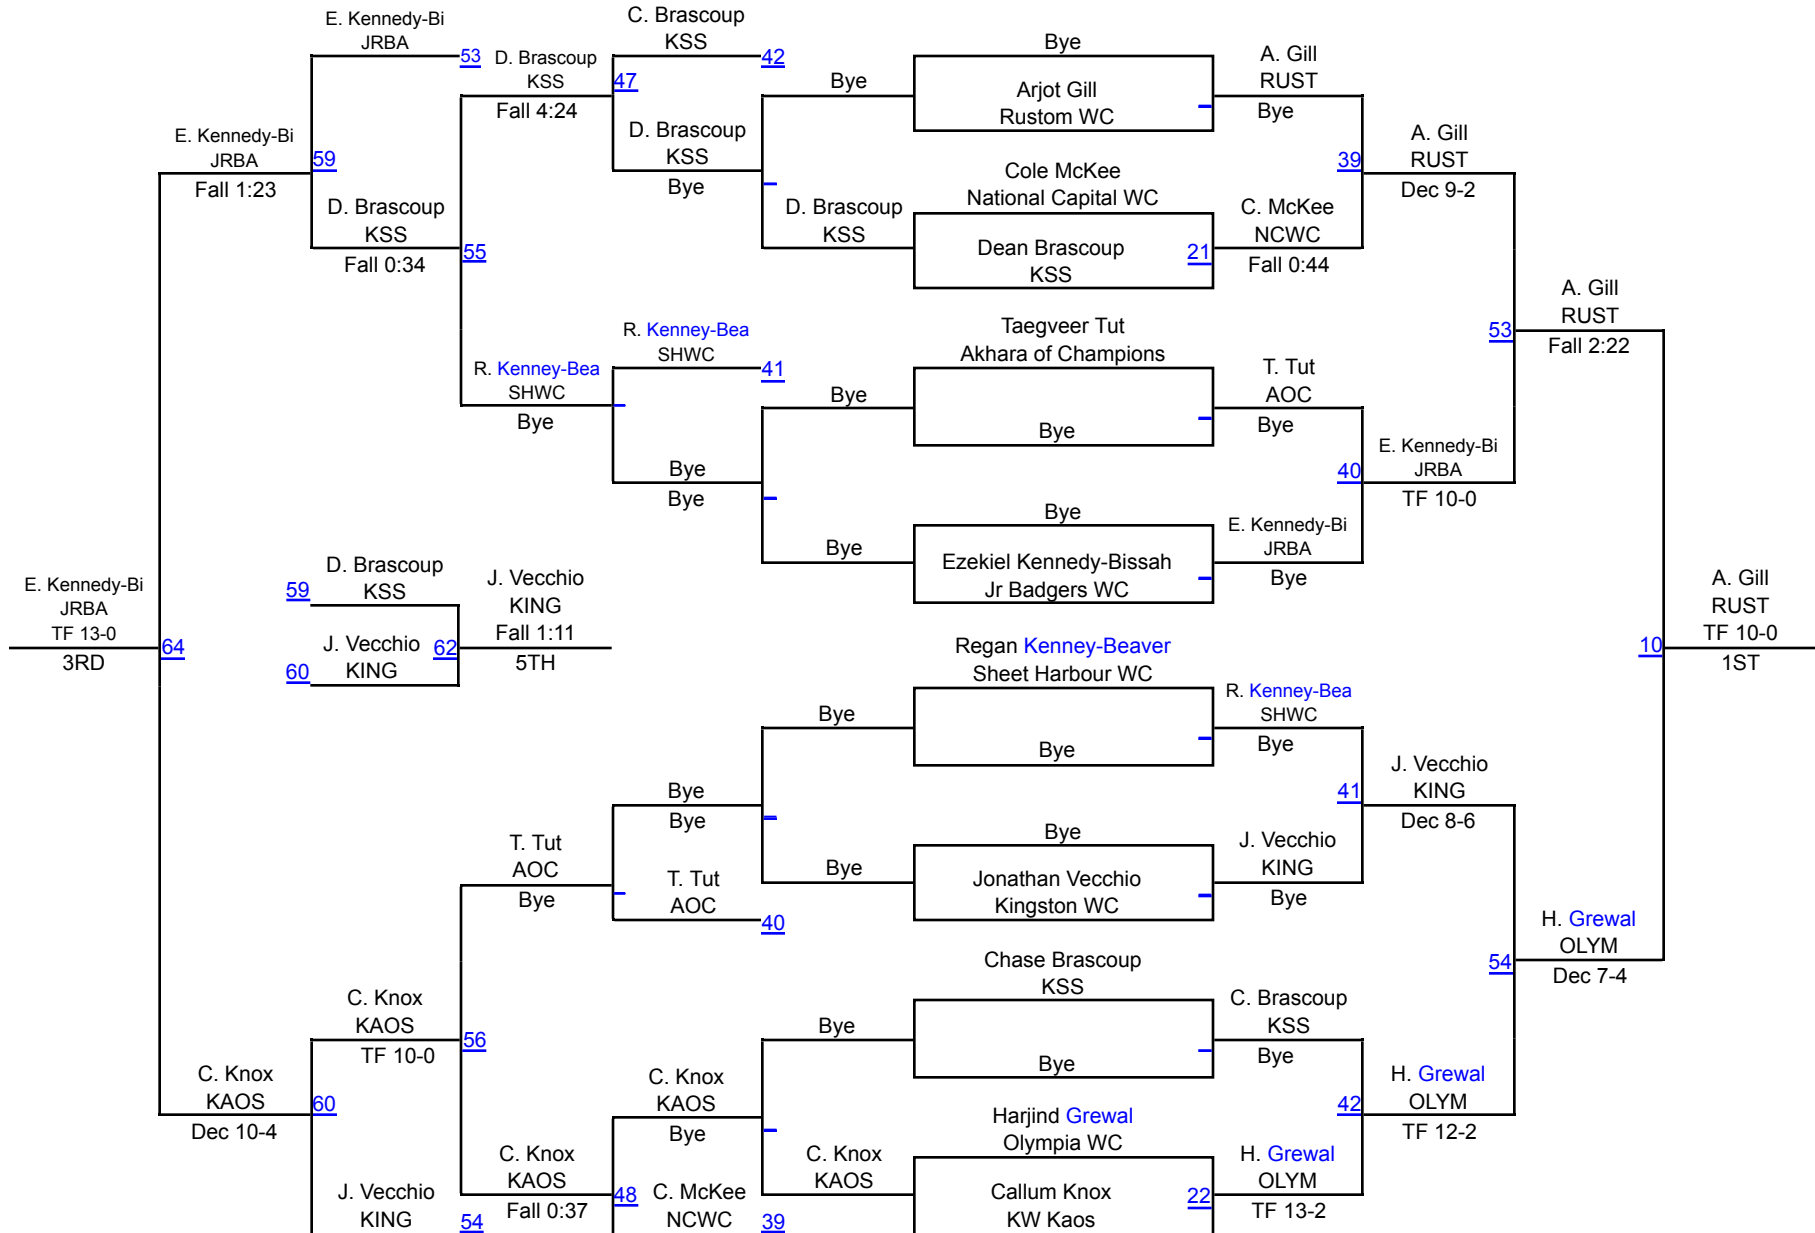 E. Kennedy-Bi
JRBA
53
D. Brascoup
KSS
Fall 4:24
C. Brascoup
KSS
42
47
D. Brascoup
KSS
Bye
E. Kennedy-Bi
JRBA
Fall 1:23
59
D. Brascoup
KSS
Fall 0:34
55
Bye
D. Brascoup
KSS
Bye
Arjot Gill
Rustom WC
A. Gill
RUST
Bye
Cole McKee
National Capital WC
Dean Brascoup
KSS
21
C. McKee
NCWC
Fall 0:44
39
A. Gill
RUST
Dec 9-2
R. Kenney-Bea
SHWC
Bye
R. Kenney-Bea
SHWC
41
Bye
Bye
Bye
Bye
Taegveer Tut
Akhara of Champions
Bye
T. Tut
AOC
Bye
Bye
Ezekiel Kennedy-Bissah
Jr Badgers WC
E. Kennedy-Bi
JRBA
Bye
40
E. Kennedy-Bi
JRBA
TF 10-0
53
A. Gill
RUST
Fall 2:22
E. Kennedy-Bi
JRBA
TF 13-0
3RD
64
59
D. Brascoup
KSS
60
J. Vecchio
KING
62
J. Vecchio
KING
Fall 1:11
5TH
10
A. Gill
RUST
TF 10-0
1ST
Regan Kenney-Beaver
Sheet Harbour WC
Bye
Bye
R. Kenney-Bea
SHWC
Bye
Bye
Bye
Bye
Bye
Jonathan Vecchio
Kingston WC
J. Vecchio
KING
Bye
41
J. Vecchio
KING
Dec 8-6
T. Tut
AOC
Bye
T. Tut
AOC
40
Chase Brascoup
KSS
Bye
Bye
C. Brascoup
KSS
Bye
54
H. Grewal
OLYM
Dec 7-4
C. Knox
KAOS
TF 10-0
56
C. Knox
KAOS
Dec 10-4
60
C. Knox
KAOS
Bye
Harjind Grewal
Olympia WC
42
H. Grewal
OLYM
TF 12-2
J. Vecchio
KING
54
C. Knox
KAOS
Fall 0:37
48
C. McKee
NCWC
39
C. Knox
KAOS
Callum Knox
KW Kaos
22
H. Grewal
OLYM
TF 13-2